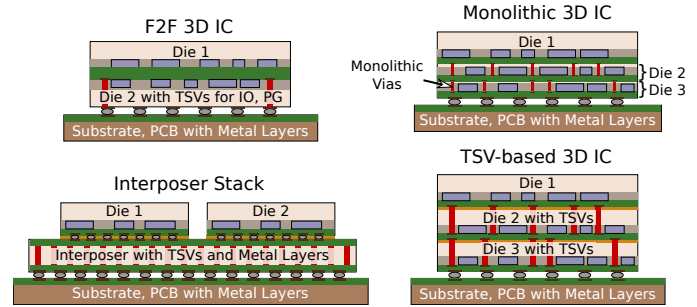 F2F 3D IC
Die 1
Die 2 with TSVs for IO, PG
Substrate, PCB with Metal Layers
Monolithic 3D IC
Die 1
Monolithic
Vias
Die 2
Die 3
Substrate, PCB with Metal Layers
Interposer Stack
Die 1
Die 2
Interposer with TSVs and Metal Layers
Substrate, PCB with Metal Layers
TSV-based 3D IC
Die 1
Die 2 with TSVs
Die 3 with TSVs
Substrate, PCB with Metal Layers